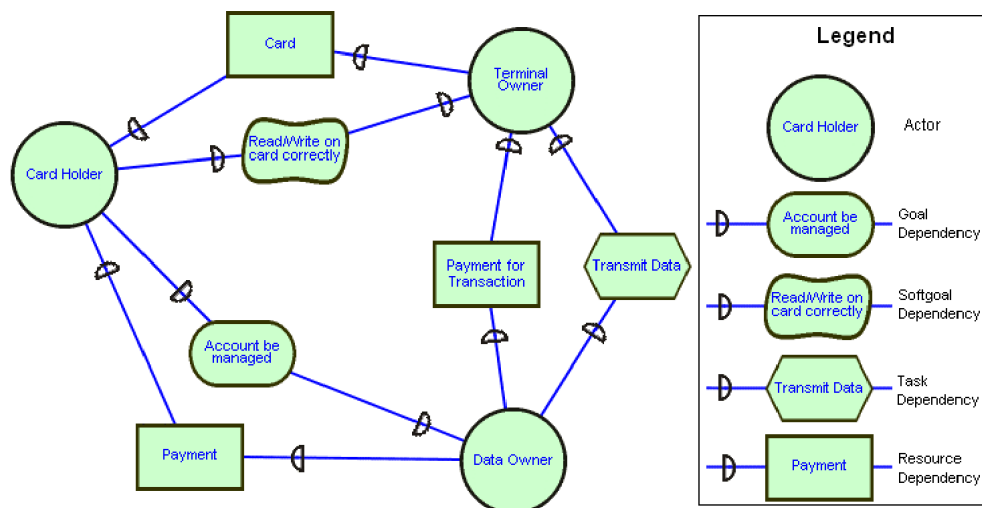 Card
Terminal
Owner
Read/Write on
card correctly
Card Holder
Payment for
Transaction
Transmit Data
Account be
managed
Payment
Data Owner
Legend
Card Holder
Actor
Account be
managed
Goal
Dependency
Read/Write on
card correctly
Softgoal
Dependency
Transmit Data
Task
Dependency
Payment
Resource
Dependency